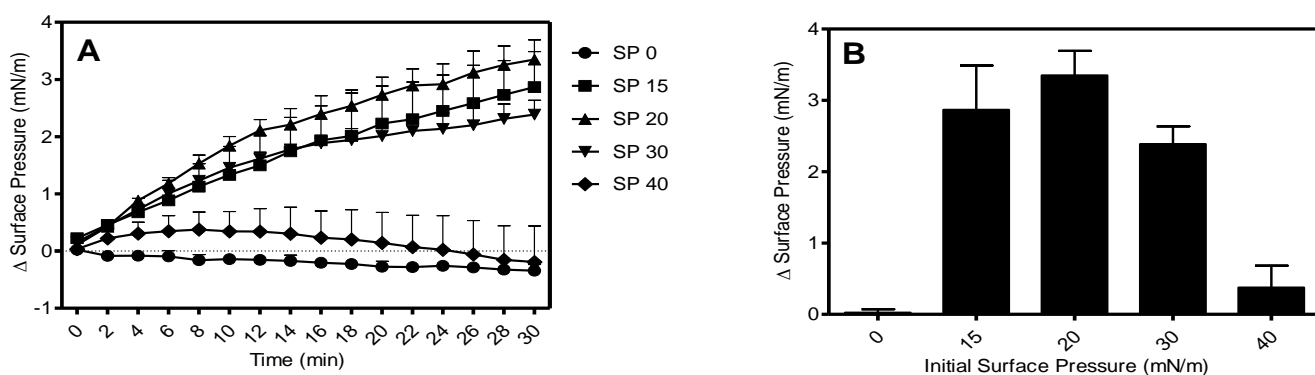 A
Δ Surface Pressure (mN/m)
4
3
2
1
0
-1
0 2 4 6 8 10 12 14 16 18 20 22 24 26 28 30
Time (min)
SP 0
SP 15
SP 20
SP 30
SP 40
B
Δ Surface Pressure (mN/m)
4
3
2
1
0
0 15 20 30 40
Initial Surface Pressure (mN/m)